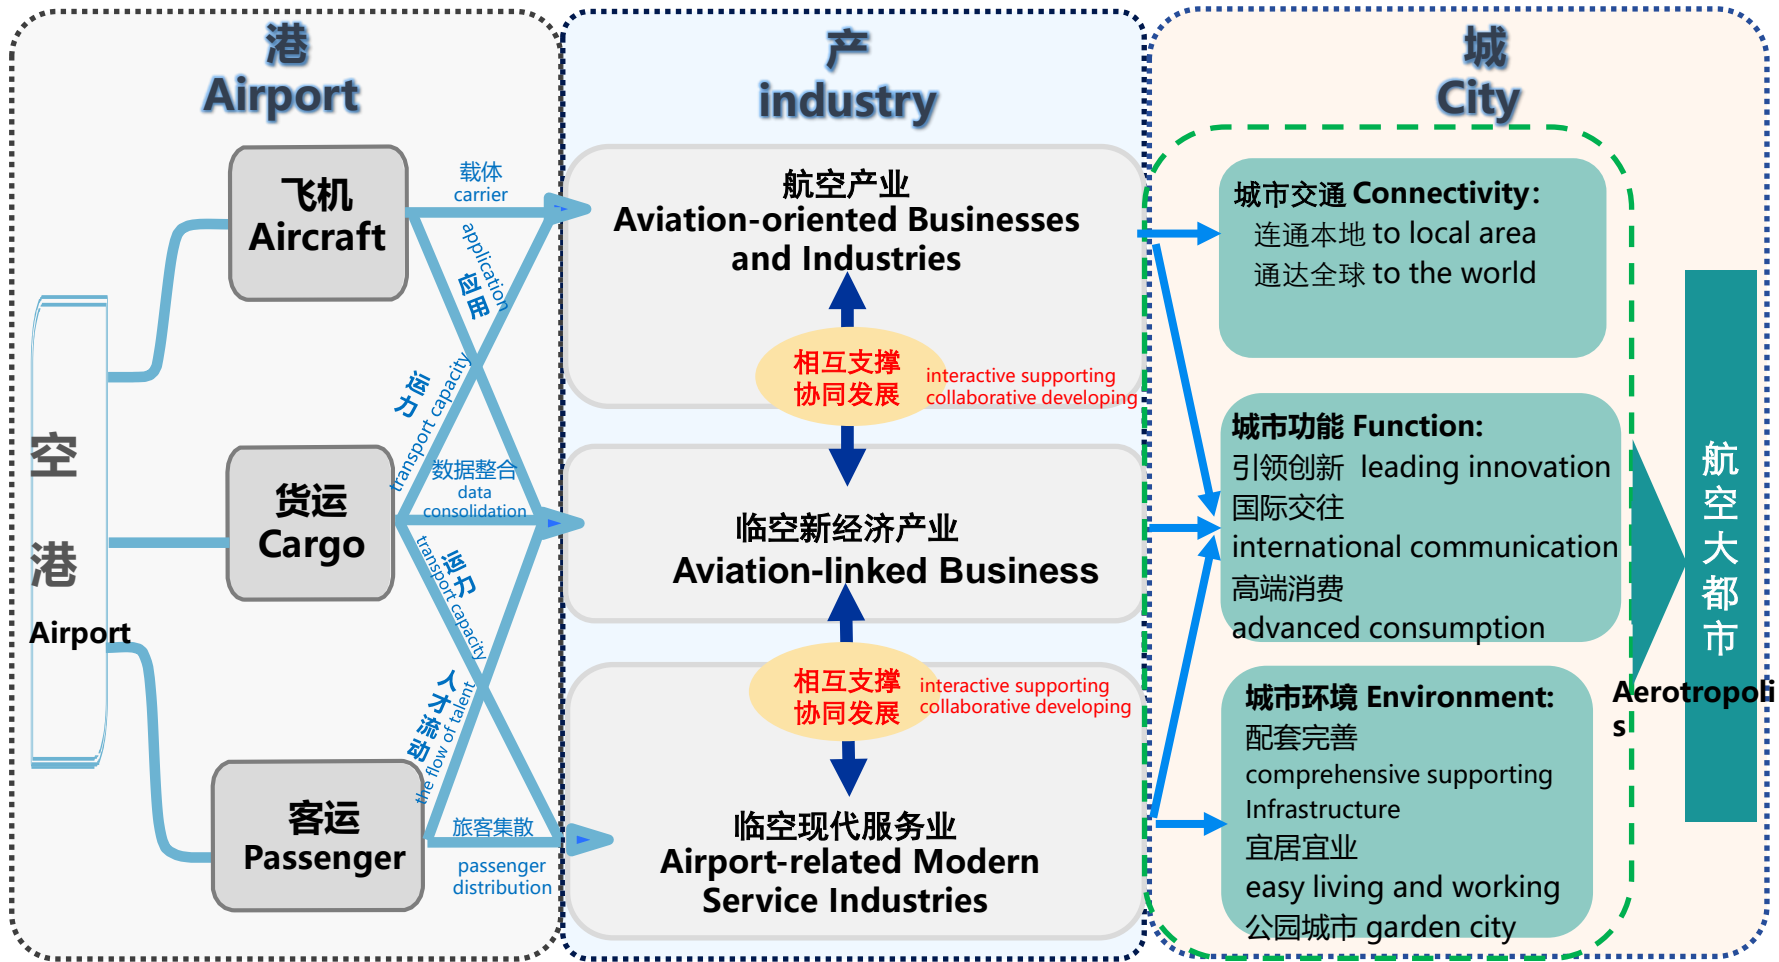 港
Airport
空
港
Airport
飞机
Aircraft
货运
Cargo
客运
Passenger
载体
carrier
application
应用
运力
transport capacity
数据整合
data
consolidation
运力
transport capacity
人才流动
the flow of talent
旅客集散
passenger
distribution
产
industry
航空产业
Aviation-oriented Businesses
and Industries
相互支撑
协同发展
interactive supporting
collaborative developing
临空新经济产业
Aviation-linked Business
相互支撑
协同发展
interactive supporting
collaborative developing
临空现代服务业
Airport-related Modern
Service Industries
城
City
城市交通 Connectivity:
连通本地 to local area
通达全球 to the world
城市功能 Function:
引领创新 leading innovation
国际交往
international communication
高端消费
advanced consumption
城市环境 Environment:
配套完善
comprehensive supporting
Infrastructure
宜居宜业
easy living and working
公园城市 garden city
航
空
大
都
市
Aerotropoli
s